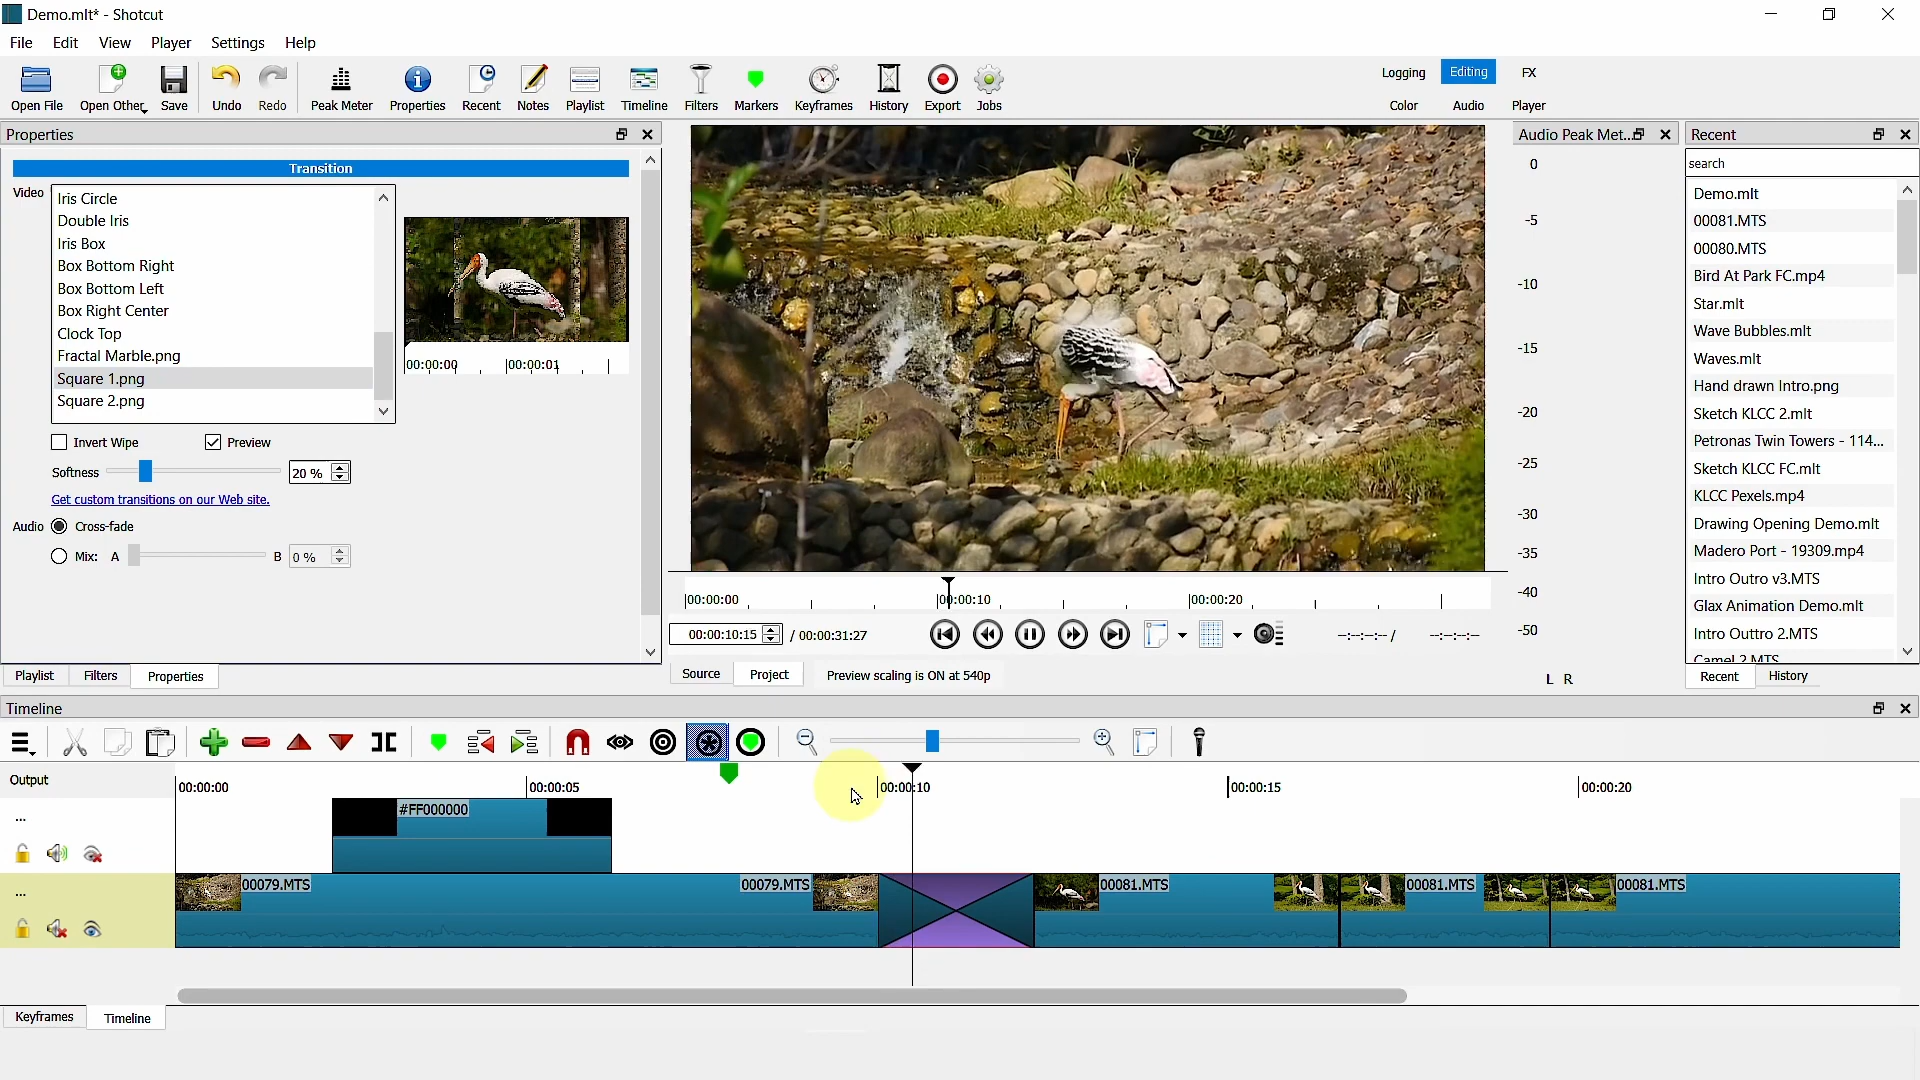 Demo.mlt* - Shotcut
File Edit View Player Settings Help
Open File Open Other Save Undo Redo Peak Meter Properties Recent Notes Playlist Timeline Filters Markers Keyframes History Export Jobs
Logging Editing FX
Color Audio Player
Properties
Transition
Video
Iris Circle
Double Iris
Iris Box
Box Bottom Right
Box Bottom Left
Box Right Center
Clock Top
Fractal Marble.png
Square 1.png
Square 2.png
00:00:00 00:00:01
Invert Wipe Preview
Softness 20 %
Get custom transitions on our Web site.
Audio Cross-fade
Mix: A B 0 %
Playlist Filters Properties
00:00:00 00:00:10 00:00:20
00:00:10:15 / 00:00:31:27 --:--:--:-- / --:--:--:--
Source Project Preview scaling is ON at 540p
Audio Peak Met...
0
-5
-10
-15
-20
-25
-30
-35
-40
-50
L R
Recent
search
Demo.mlt
00081.MTS
00080.MTS
Bird At Park FC.mp4
Star.mlt
Wave Bubbles.mlt
Waves.mlt
Hand drawn Intro.png
Sketch KLCC 2.mlt
Petronas Twin Towers - 114...
Sketch KLCC FC.mlt
KLCC Pexels.mp4
Drawing Opening Demo.mlt
Madero Port - 19309.mp4
Intro Outro v3.MTS
Glax Animation Demo.mlt
Intro Outtro 2.MTS
Camel 2.MTS
Recent History
Timeline
Output
00:00:00 00:00:05 00:00:10 00:00:15 00:00:20
...
#FF000000
...
00079.MTS 00079.MTS 00081.MTS 00081.MTS 00081.MTS
Keyframes Timeline